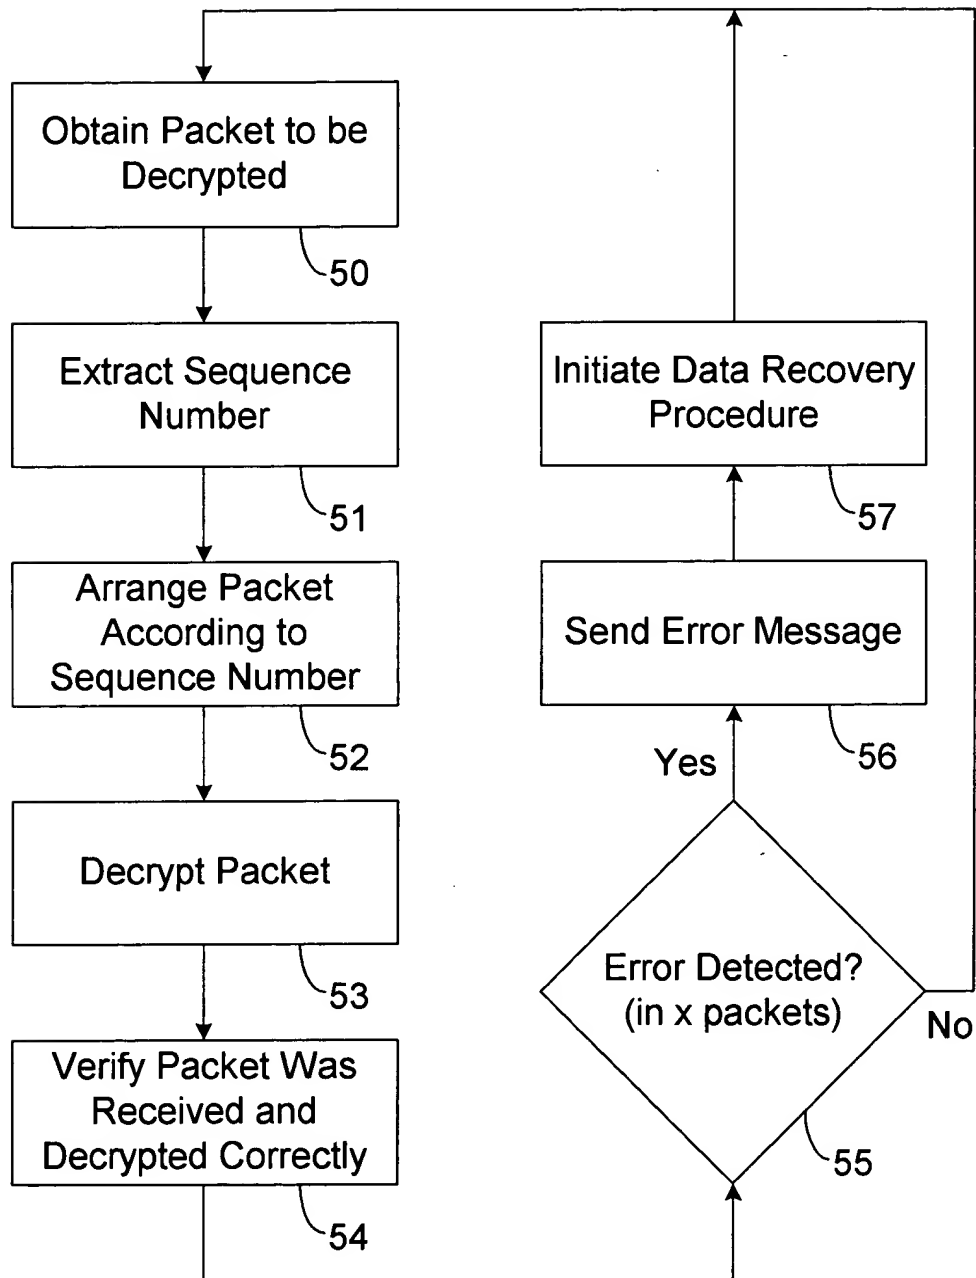 Obtain Packet to be
Decrypted
50
Extract Sequence
Number
51
Arrange Packet
According to
Sequence Number
52
Decrypt Packet
53
Verify Packet Was
Received and
Decrypted Correctly
54
Error Detected?
(in x packets)
55
No
Yes
Send Error Message
56
Initiate Data Recovery
Procedure
57